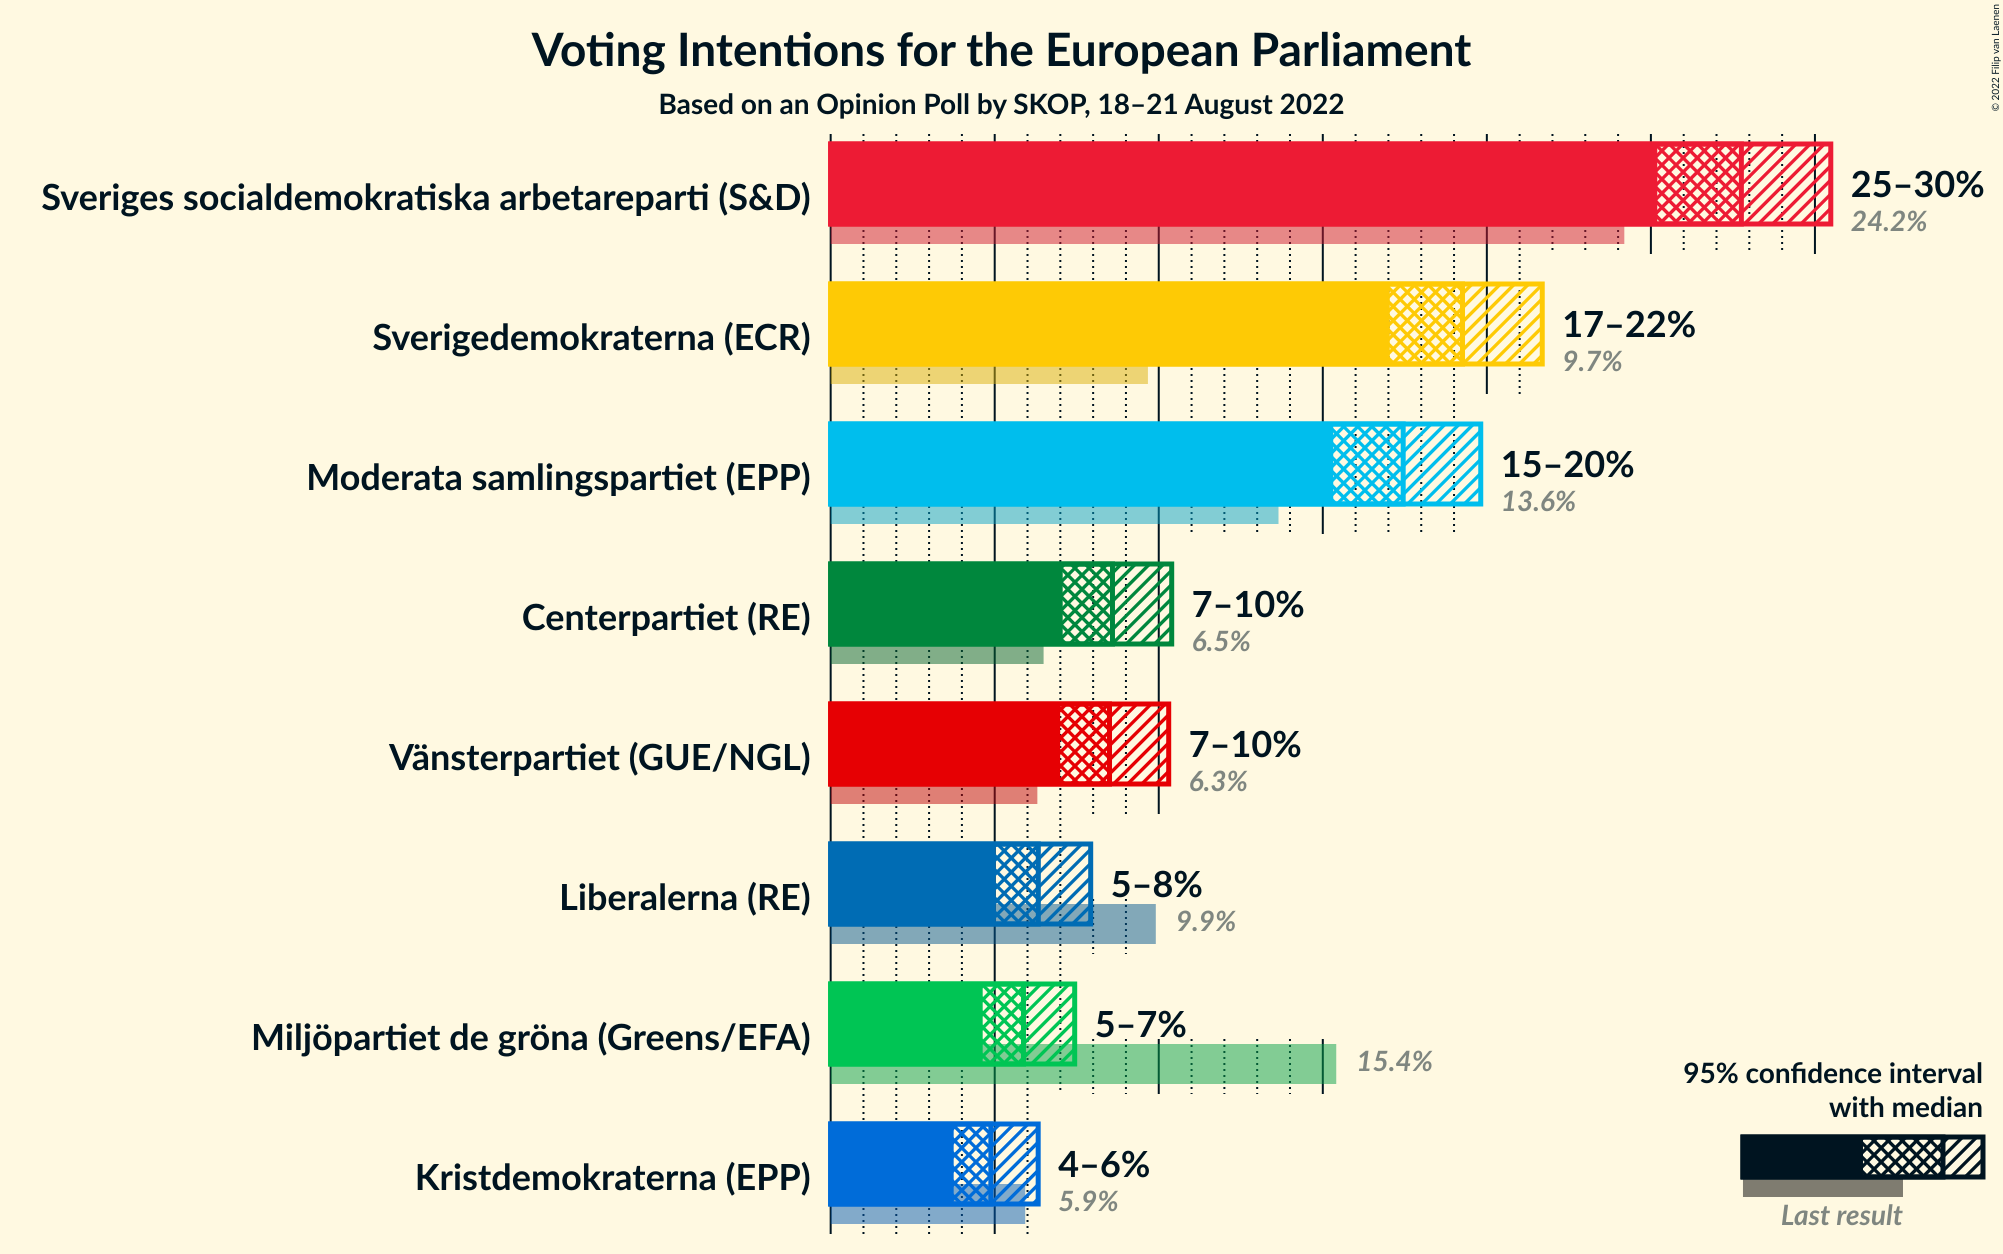 Voting Intentions for the European Parliament
Based on an Opinion Poll by SKOP, 18–21 August 2022
© 2022 Filip van Laenen
Sveriges socialdemokratiska arbetareparti (S&D)
25–30%
24.2%
Sverigedemokraterna (ECR)
17–22%
9.7%
Moderata samlingspartiet (EPP)
15–20%
13.6%
Centerpartiet (RE)
7–10%
6.5%
Vänsterpartiet (GUE/NGL)
7–10%
6.3%
Liberalerna (RE)
5–8%
9.9%
Miljöpartiet de gröna (Greens/EFA)
5–7%
15.4%
Kristdemokraterna (EPP)
4–6%
5.9%
95% confidence interval
with median
Last result